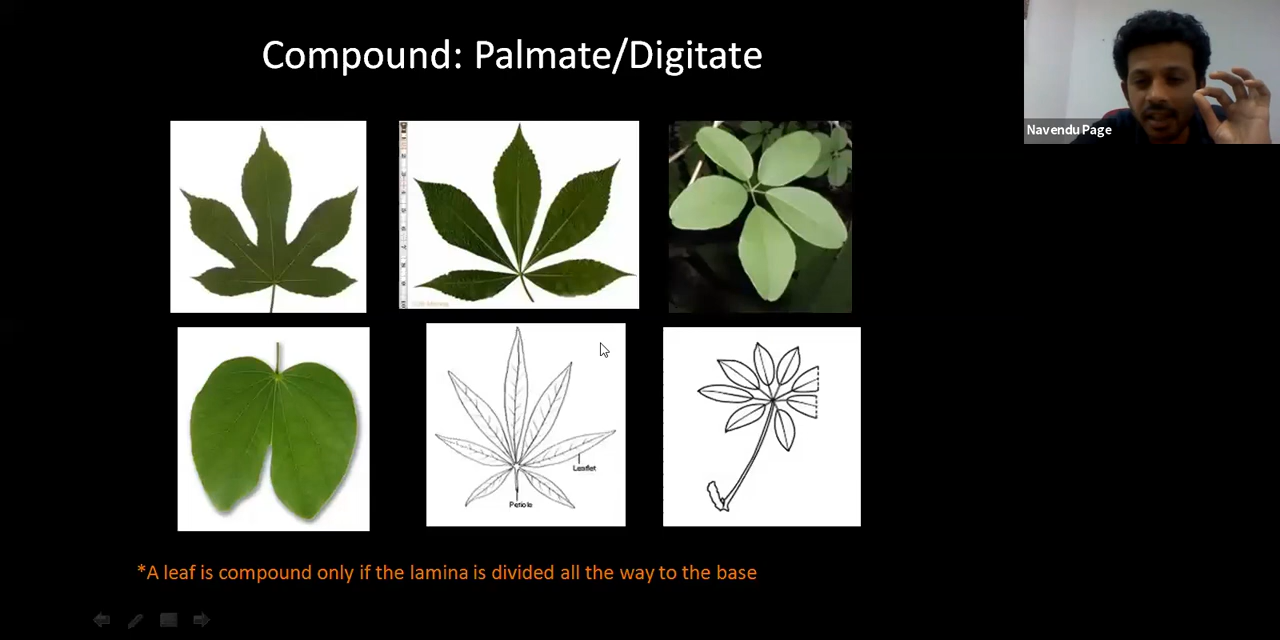 Compound: Palmate/Digitate
Navendu Page
Leaflet
Petiole
*A leaf is compound only if the lamina is divided all the way to the base